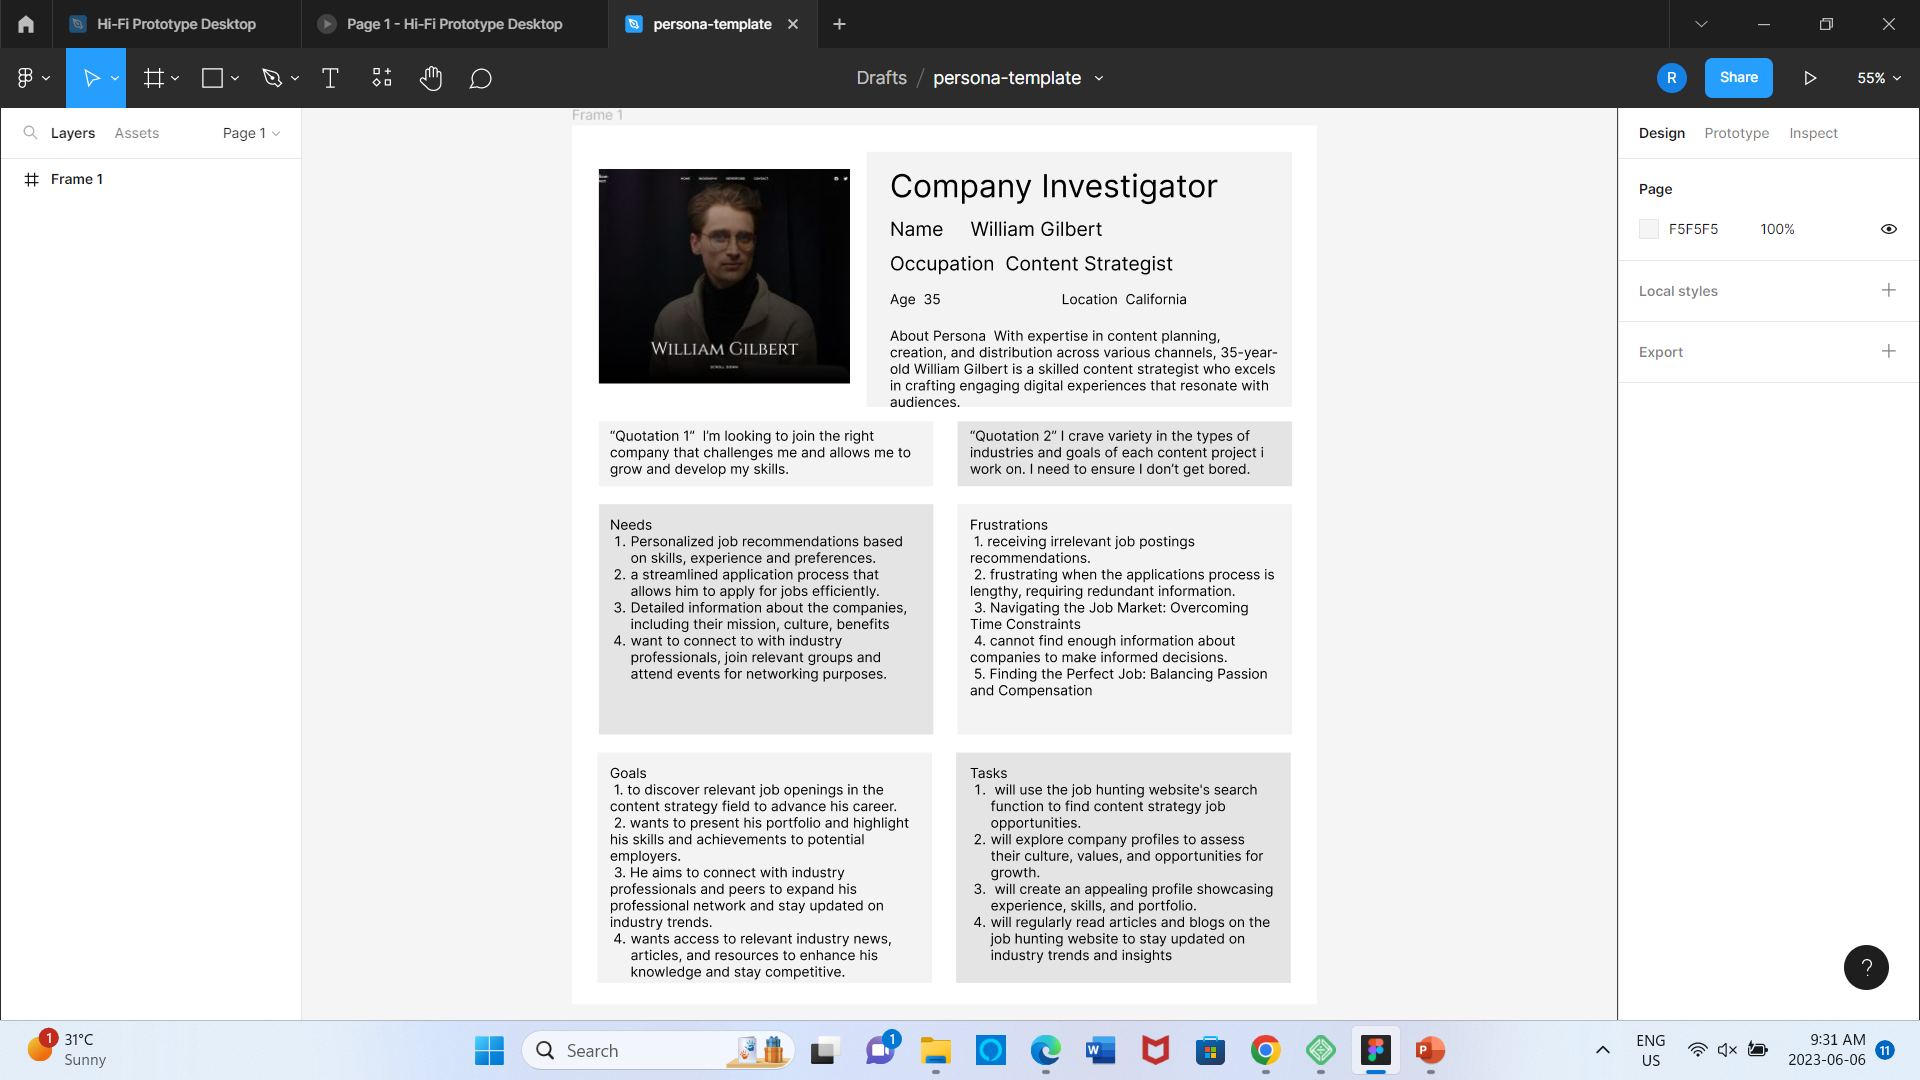 Hi-Fi Prototype Desktop
Page 1 - Hi-Fi Prototype Desktop
persona-template
Drafts / persona-template
R
Share
55%
Layers
Assets
Page 1
Frame 1
Frame 1
HOME BIOGRAPHY REPERTOIRE CONTACT
WILLIAM GILBERT
SCROLL DOWN
Company Investigator
Name William Gilbert
Occupation Content Strategist
Age 35 Location California
About Persona With expertise in content planning,
creation, and distribution across various channels, 35-year-
old William Gilbert is a skilled content strategist who excels
in crafting engaging digital experiences that resonate with
audiences.
“Quotation 1” I’m looking to join the right
company that challenges me and allows me to
grow and develop my skills.
“Quotation 2” I crave variety in the types of
industries and goals of each content project i
work on. I need to ensure I don’t get bored.
Needs
1. Personalized job recommendations based
on skills, experience and preferences.
2. a streamlined application process that
allows him to apply for jobs efficiently.
3. Detailed information about the companies,
including their mission, culture, benefits
4. want to connect to with industry
professionals, join relevant groups and
attend events for networking purposes.
Frustrations
1. receiving irrelevant job postings
recommendations.
2. frustrating when the applications process is
lengthy, requiring redundant information.
3. Navigating the Job Market: Overcoming
Time Constraints
4. cannot find enough information about
companies to make informed decisions.
5. Finding the Perfect Job: Balancing Passion
and Compensation
Goals
1. to discover relevant job openings in the
content strategy field to advance his career.
2. wants to present his portfolio and highlight
his skills and achievements to potential
employers.
3. He aims to connect with industry
professionals and peers to expand his
professional network and stay updated on
industry trends.
4. wants access to relevant industry news,
articles, and resources to enhance his
knowledge and stay competitive.
Tasks
1. will use the job hunting website's search
function to find content strategy job
opportunities.
2. will explore company profiles to assess
their culture, values, and opportunities for
growth.
3. will create an appealing profile showcasing
experience, skills, and portfolio.
4. will regularly read articles and blogs on the
job hunting website to stay updated on
industry trends and insights
Design
Prototype
Inspect
Page
F5F5F5 100%
Local styles
Export
?
1
31°C
Sunny
Search
1
W
P
ENG
US
9:31 AM
2023-06-06
11